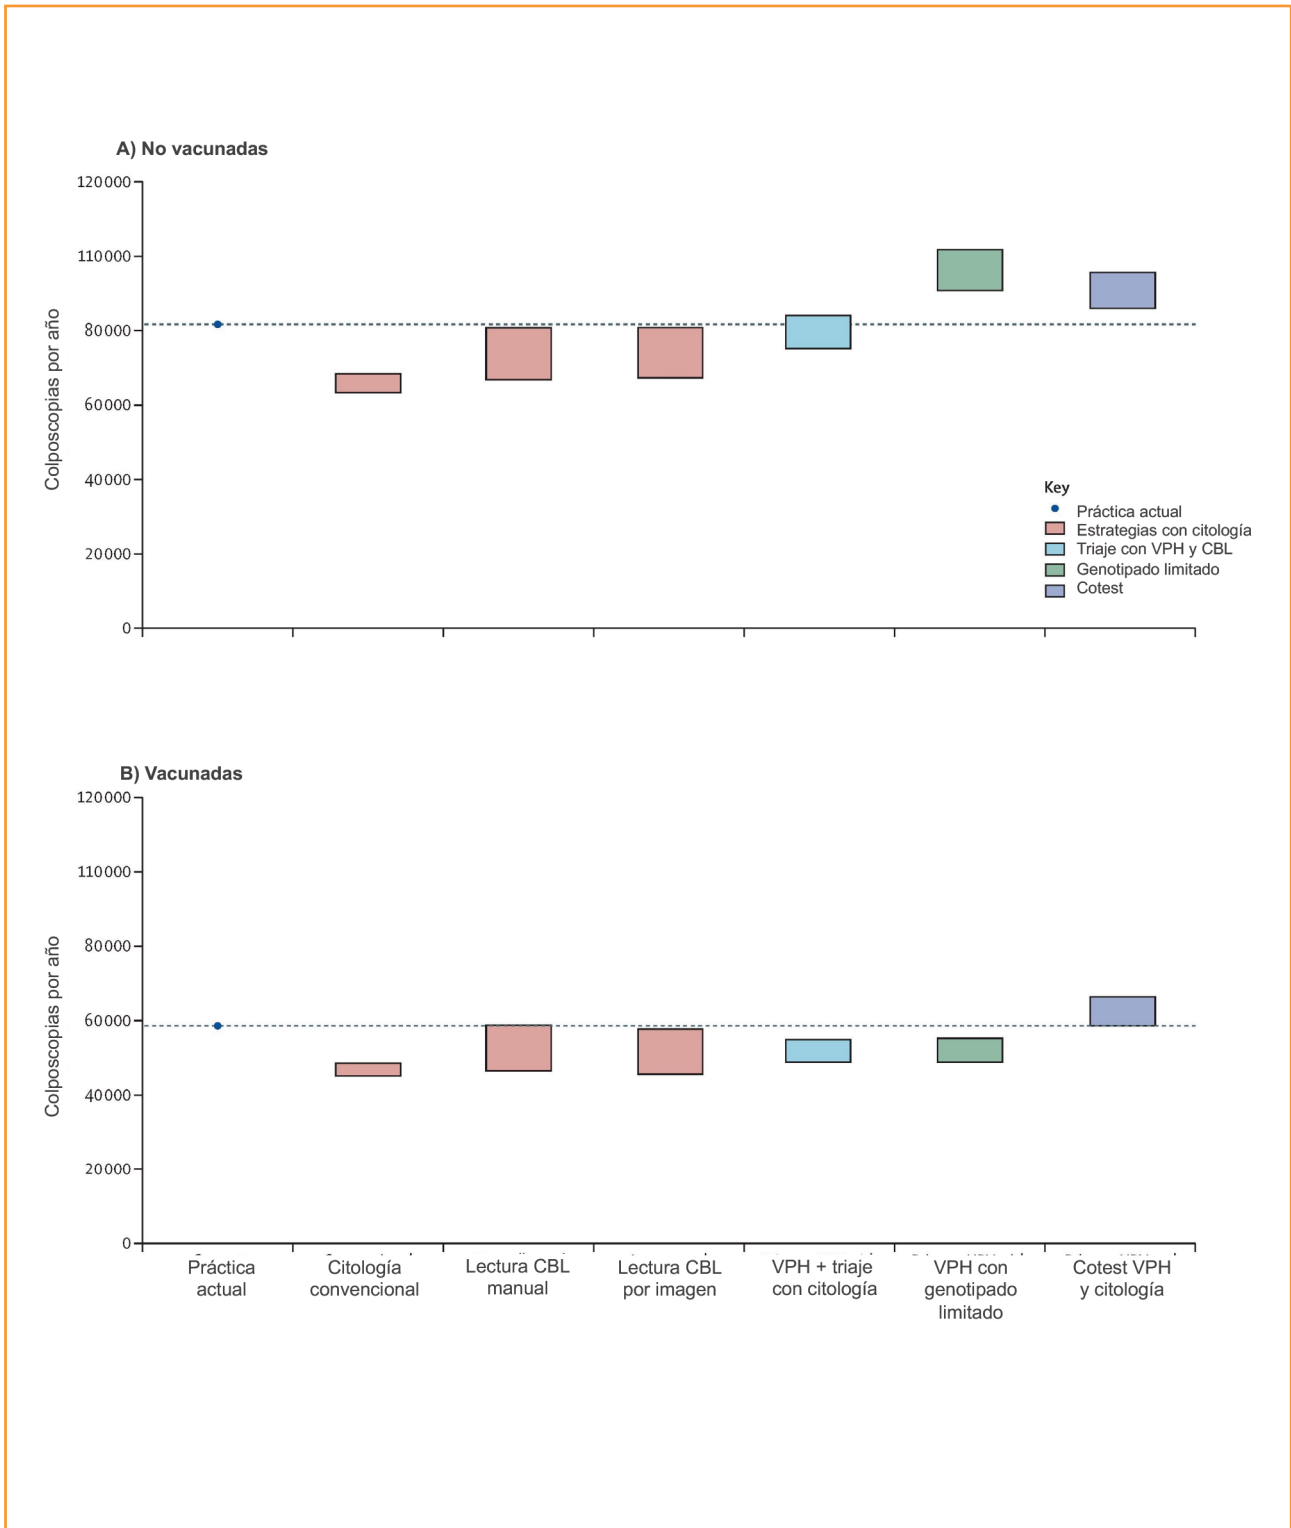 A) No vacunadas
120000
110000
80000
60000
40000
20000
0
Colposcopias por año
Key
Práctica actual
Estrategias con citología
Triaje con VPH y CBL
Genotipado limitado
Cotest
B) Vacunadas
120000
110000
80000
60000
40000
20000
0
Colposcopias por año
Práctica
actual
Citología
convencional
Lectura CBL
manual
Lectura CBL
por imagen
VPH + triaje
con citología
VPH con
genotipado
limitado
Cotest VPH
y citología